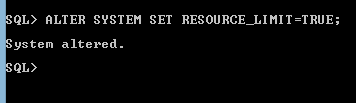 SQL> ALTER SYSTEM SET RESOURCE_LIMIT=TRUE;
System altered.
SQL>